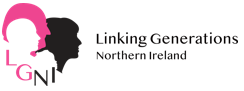 Linking Generations
Northern Ireland
LGNI